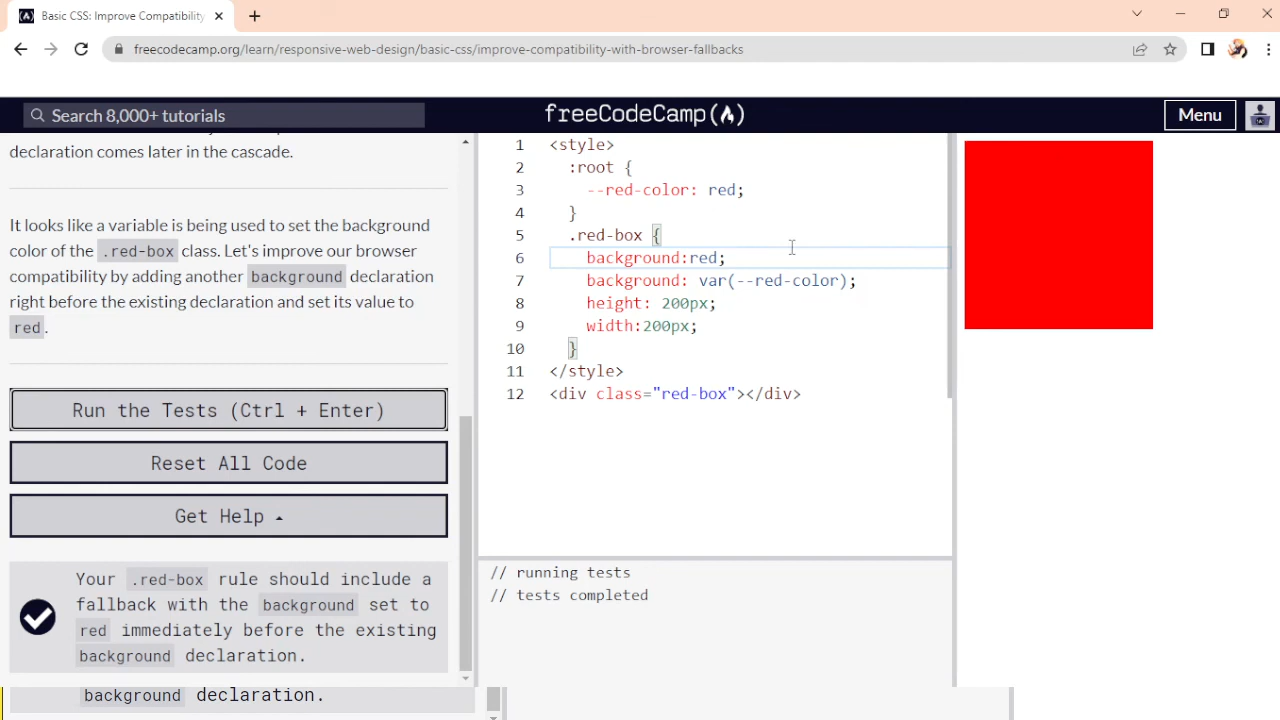 Basic CSS: Improve Compatibility
freecodecamp.org/learn/responsive-web-design/basic-css/improve-compatibility-with-browser-fallbacks
Search 8,000+ tutorials
freeCodeCamp
Menu
declaration comes later in the cascade.
It looks like a variable is being used to set the background
color of the .red-box class. Let's improve our browser
compatibility by adding another background declaration
right before the existing declaration and set its value to
red.
Run the Tests (Ctrl + Enter)
Reset All Code
Get Help
Your .red-box rule should include a
fallback with the background set to
red immediately before the existing
background declaration.
background declaration.
1 <style>
2 :root {
3 --red-color: red;
4 }
5 .red-box {
6 background:red;
7 background: var(--red-color);
8 height: 200px;
9 width:200px;
10 }
11 </style>
12 <div class="red-box"></div>
// running tests
// tests completed